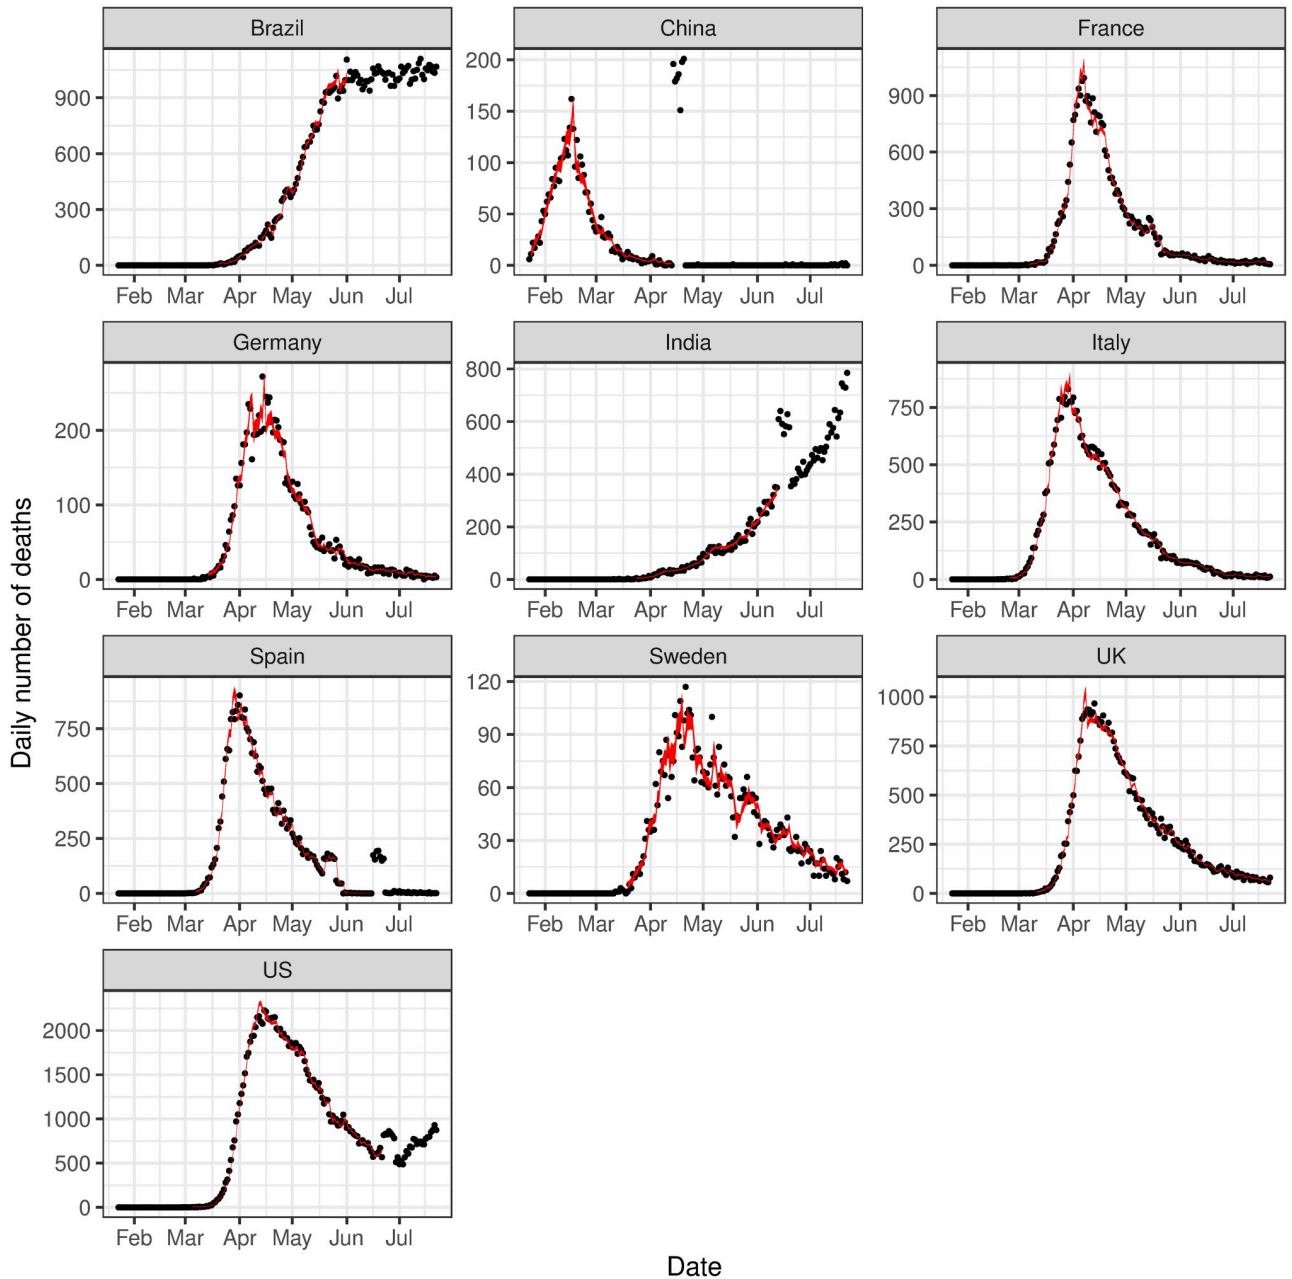 Brazil
China
France
900
600
300
0
Feb Mar Apr May Jun Jul
200
150
100
50
0
Feb Mar Apr May Jun Jul
900
600
300
0
Feb Mar Apr May Jun Jul
Germany
India
Italy
200
100
0
Feb Mar Apr May Jun Jul
800
600
400
200
0
Feb Mar Apr May Jun Jul
750
500
250
0
Feb Mar Apr May Jun Jul
Daily number of deaths
Spain
Sweden
UK
750
500
250
0
Feb Mar Apr May Jun Jul
120
90
60
30
0
Feb Mar Apr May Jun Jul
1000
750
500
250
0
Feb Mar Apr May Jun Jul
US
2000
1500
1000
500
0
Feb Mar Apr May Jun Jul
Date